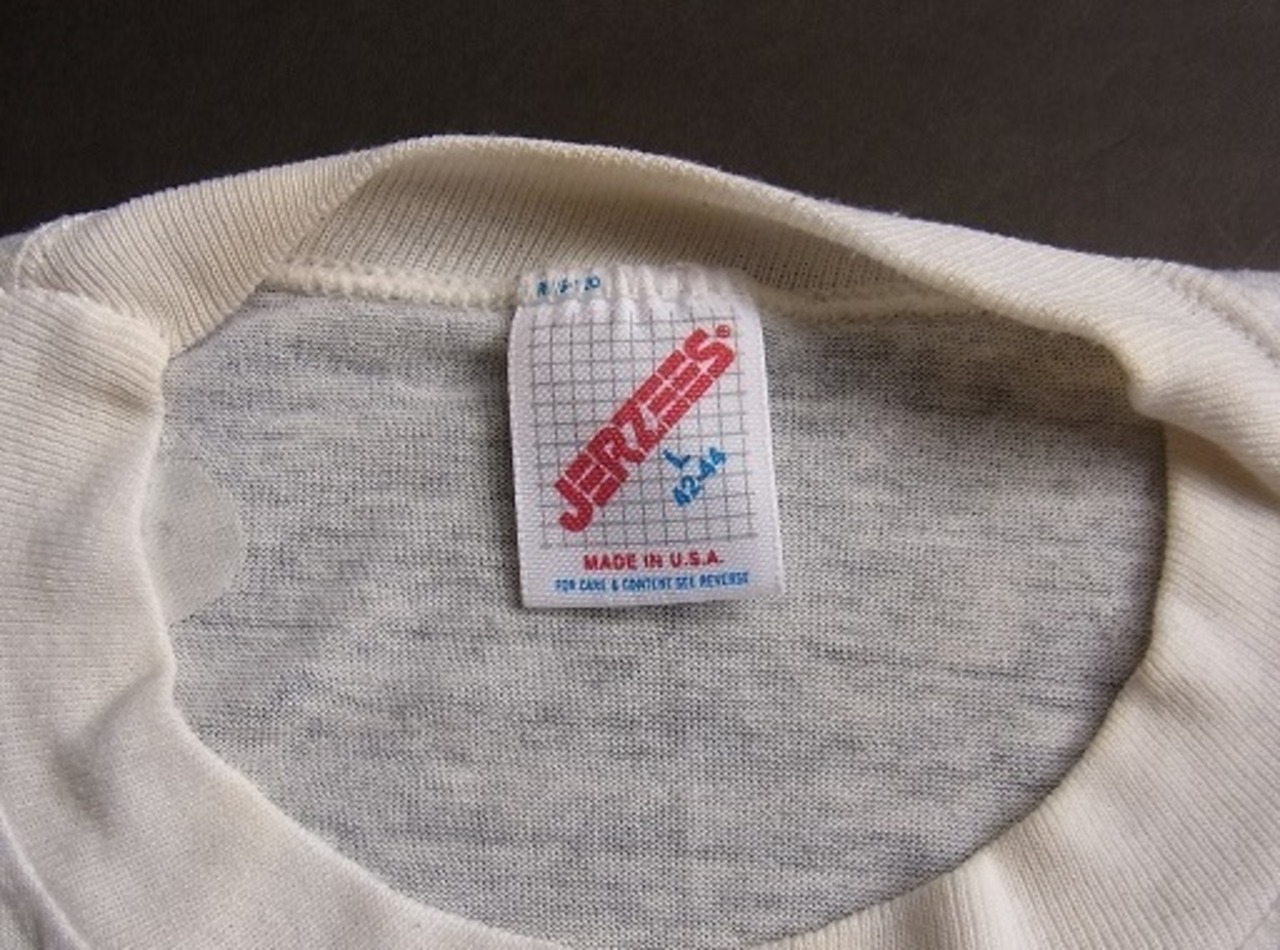 JERZEES®
L
42-44
MADE IN U.S.A.
FOR CARE & CONTENT SEE REVERSE